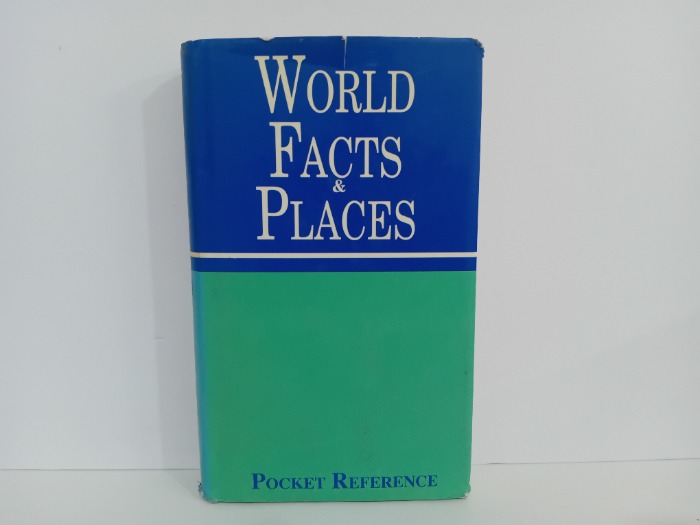 WORLD
FACTS
&
PLACES
POCKET REFERENCE